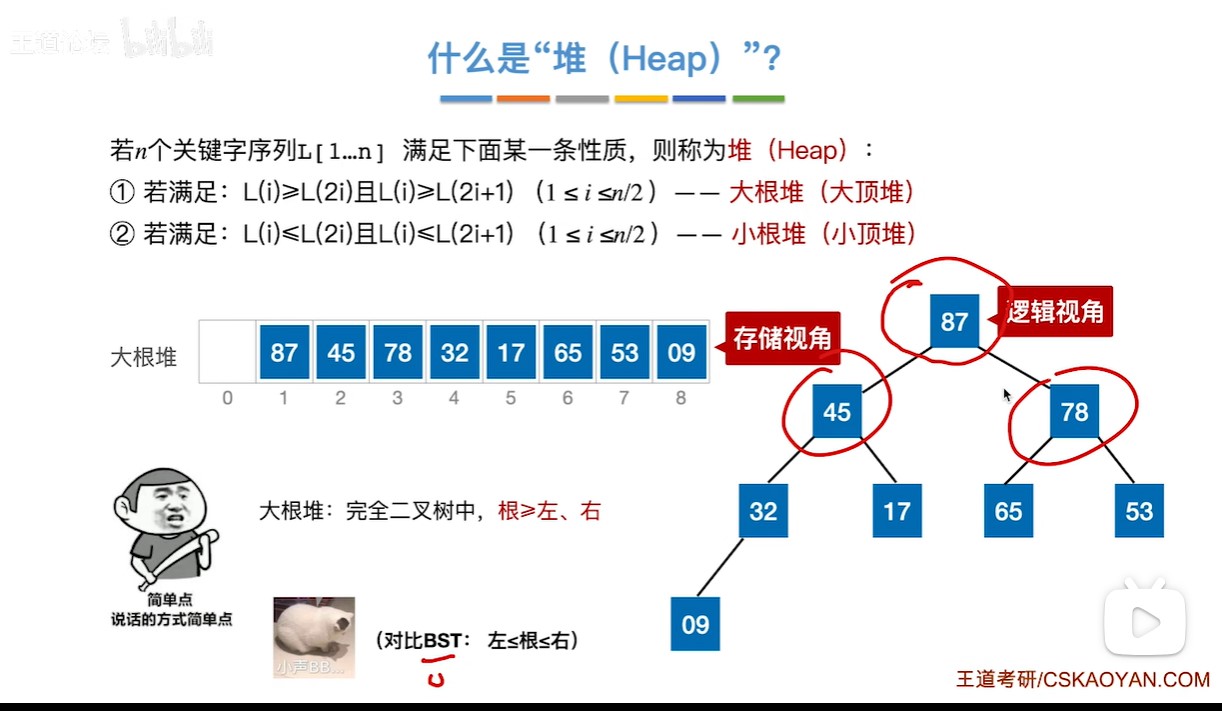 王道论坛 bilibili
什么是“堆（Heap）”？
若n个关键字序列L[1…n] 满足下面某一条性质，则称为堆（Heap）：
① 若满足：L(i)≥L(2i)且L(i)≥L(2i+1) （1 ≤ i ≤n/2 ） —— 大根堆（大顶堆）
② 若满足：L(i)≤L(2i)且L(i)≤L(2i+1) （1 ≤ i ≤n/2 ） —— 小根堆（小顶堆）
大根堆
87 45 78 32 17 65 53 09
0 1 2 3 4 5 6 7 8
存储视角
逻辑视角
87
45 78
32 17 65 53
09
大根堆：完全二叉树中，根≥左、右
简单点
说话的方式简单点
小声BB...
（对比BST： 左≤根≤右）
王道考研/CSKAOYAN.COM